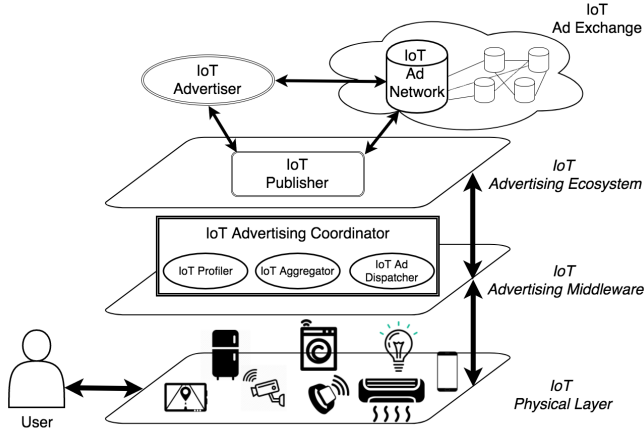 IoT
Ad Exchange
IoT
Advertiser
IoT
Ad
Network
IoT
Publisher
IoT
Advertising Ecosystem
IoT Advertising Coordinator
IoT Profiler
IoT Aggregator
IoT Ad
Dispatcher
IoT
Advertising Middleware
User
IoT
Physical Layer